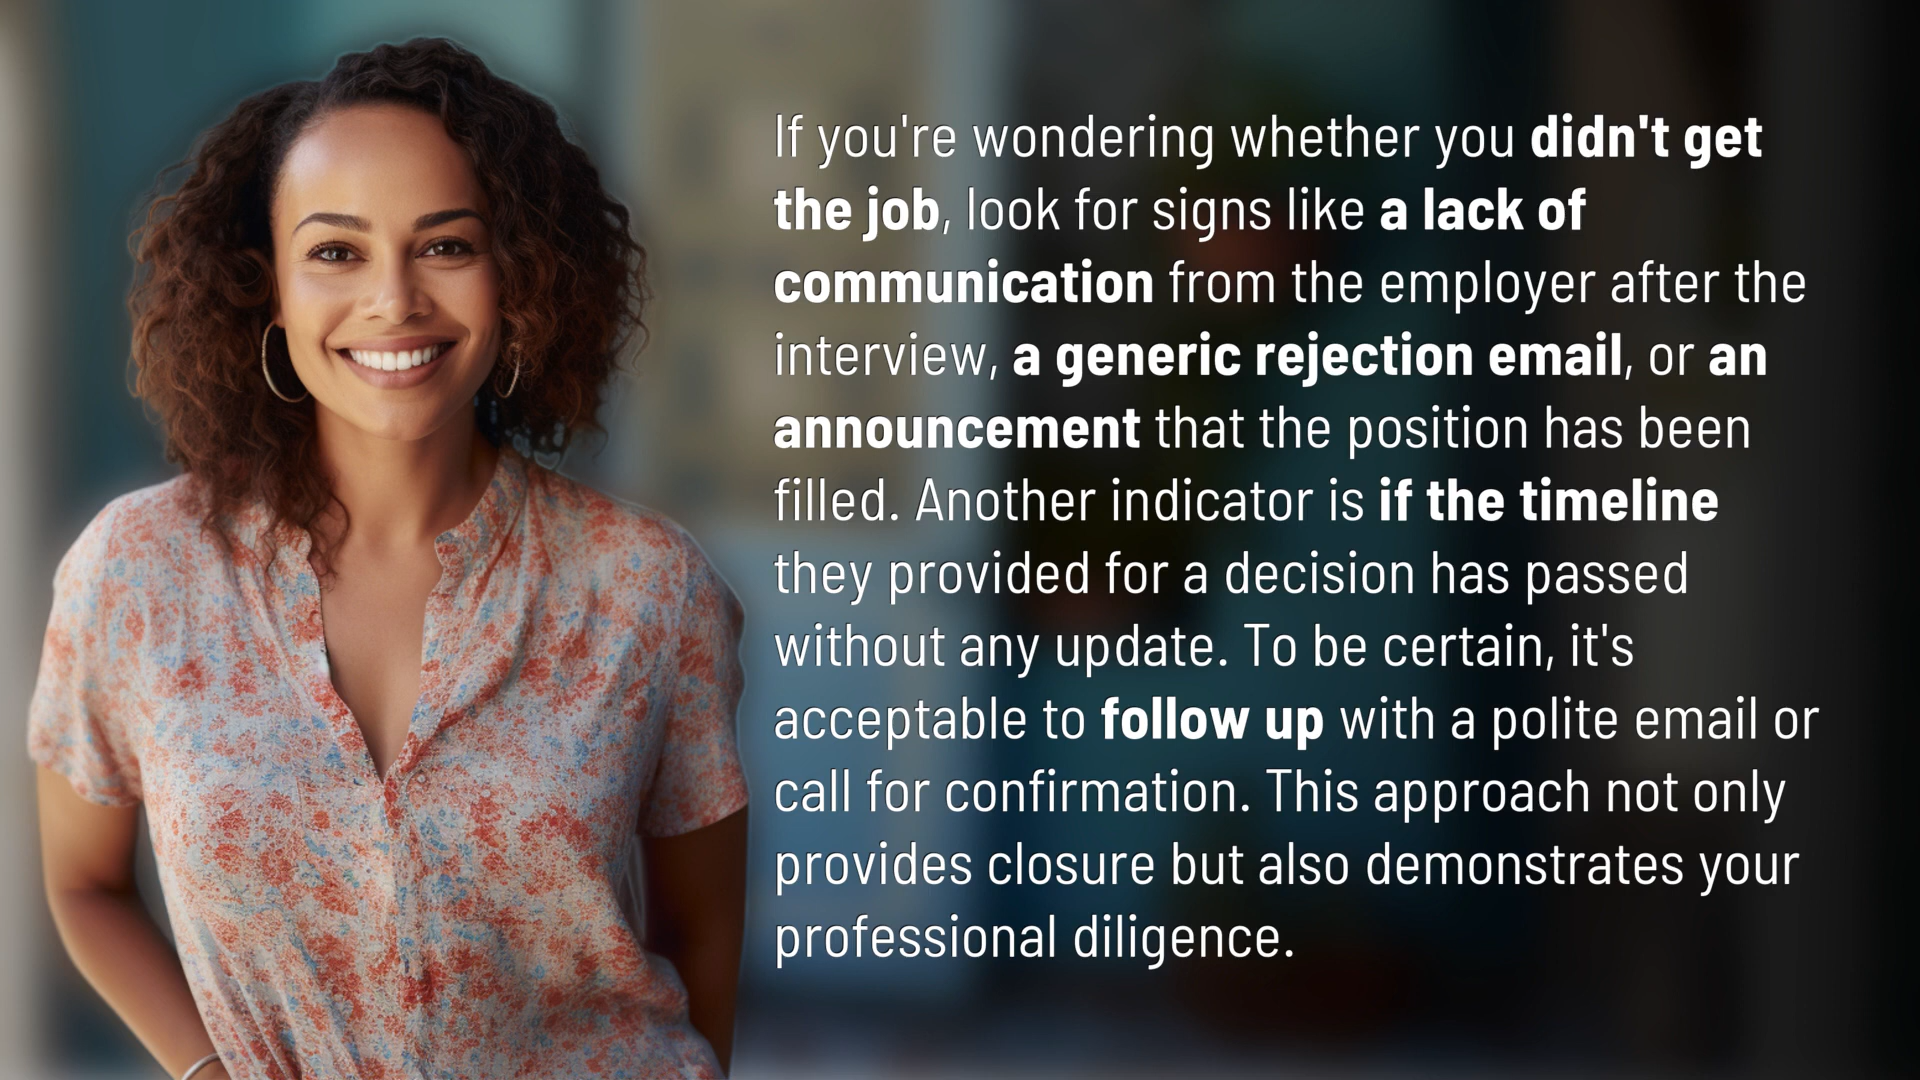 If you're wondering whether you didn't get
the job, look for signs like a lack of
communication from the employer after the
interview, a generic rejection email, or an
announcement that the position has been
filled. Another indicator is if the timeline
they provided for a decision has passed
without any update. To be certain, it's
acceptable to follow up with a polite email or
call for confirmation. This approach not only
provides closure but also demonstrates your
professional diligence.